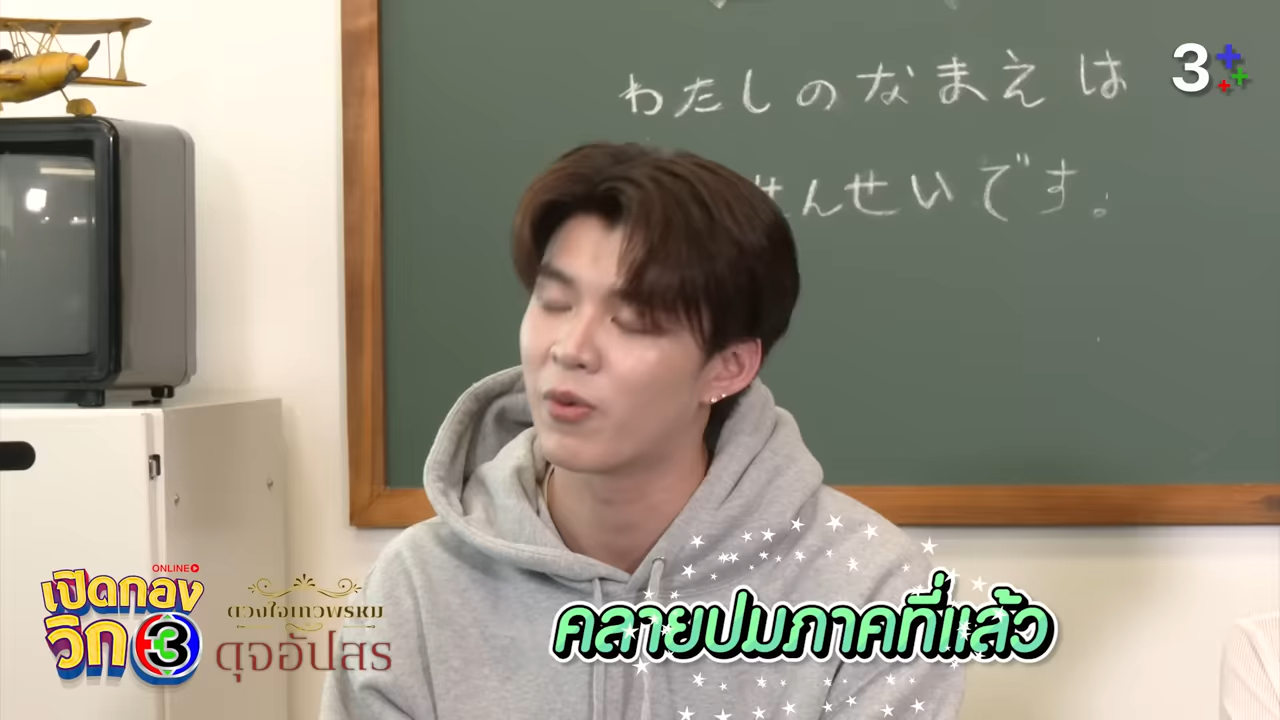 わたしのなまえは
せんせいです。
3
ONLINE
เปิดกอง
วิก 3
ดวงใจเทวพรหม
ดุจอัปสร
คลายปมภาคที่แล้ว